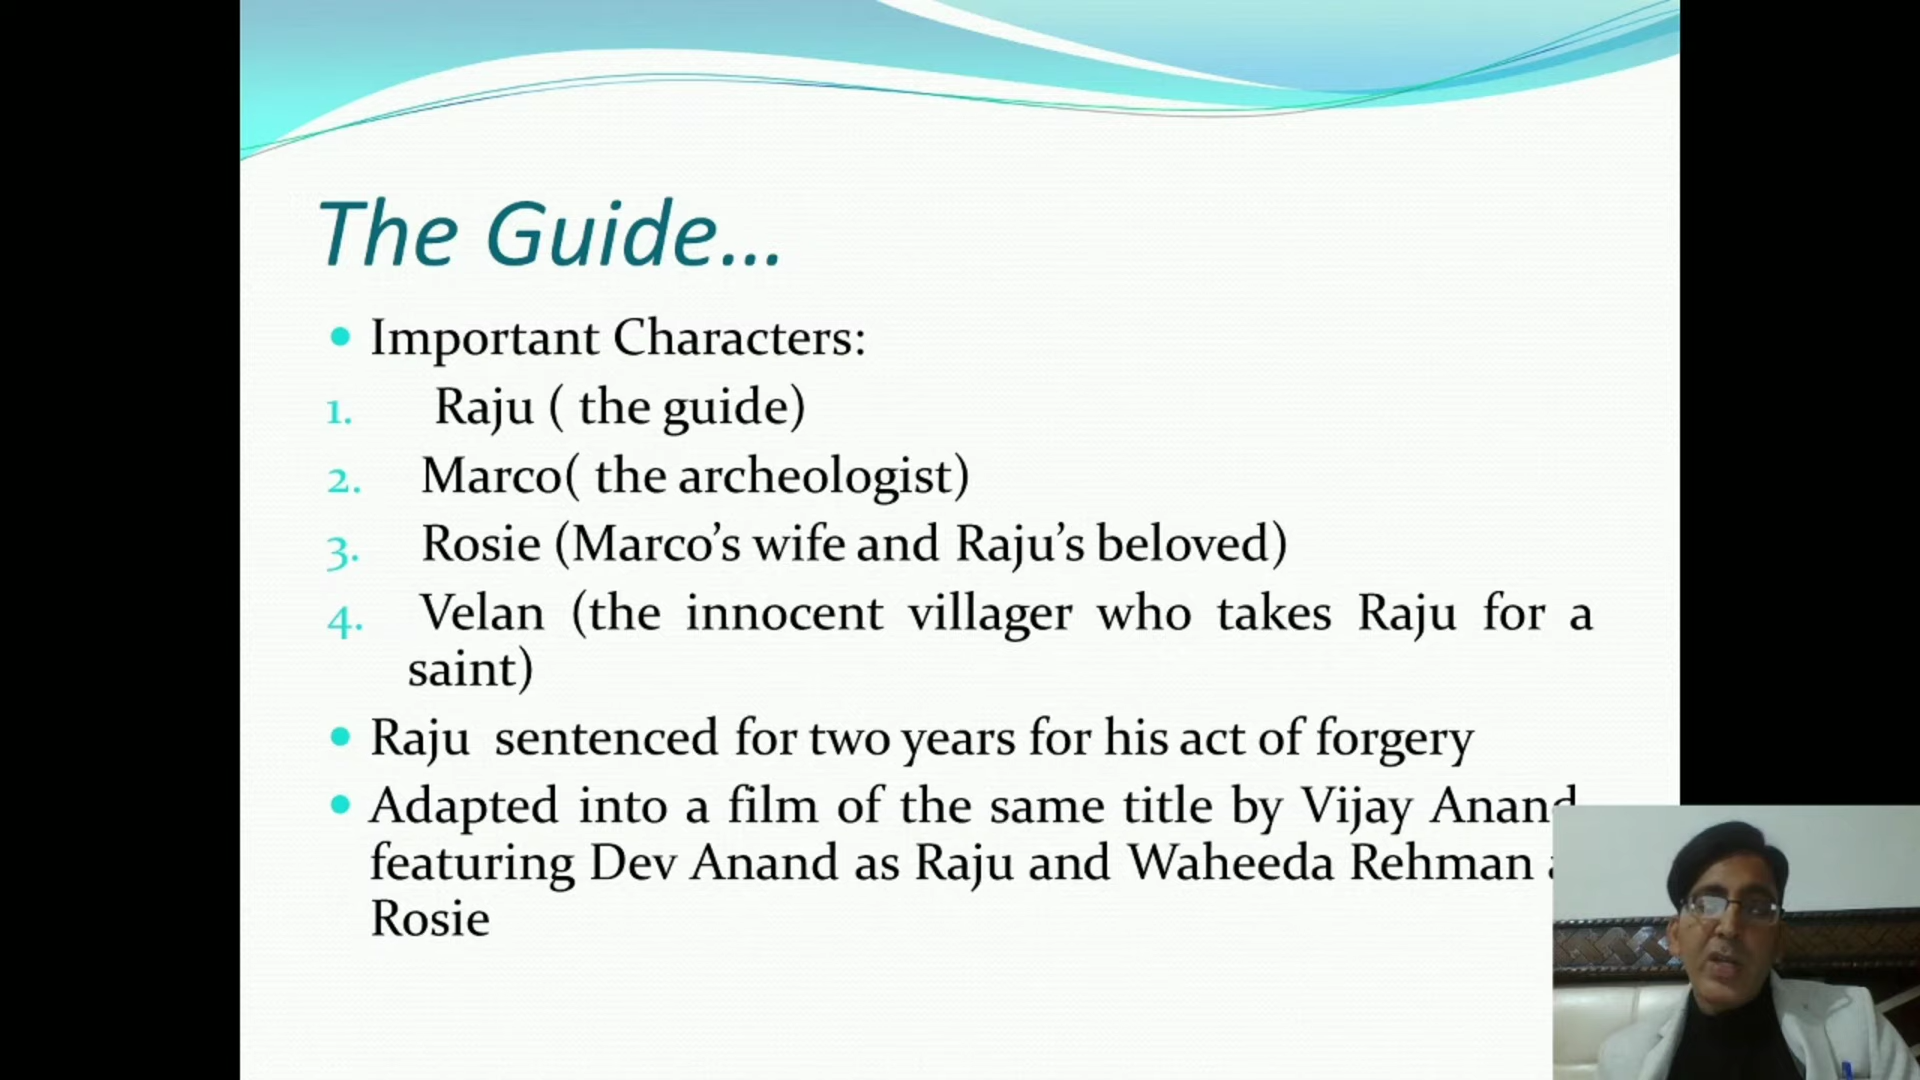 The Guide...
• Important Characters:
1. Raju ( the guide)
2. Marco( the archeologist)
3. Rosie (Marco’s wife and Raju’s beloved)
4. Velan (the innocent villager who takes Raju for a
saint)
• Raju sentenced for two years for his act of forgery
• Adapted into a film of the same title by Vijay Anand
featuring Dev Anand as Raju and Waheeda Rehman
Rosie